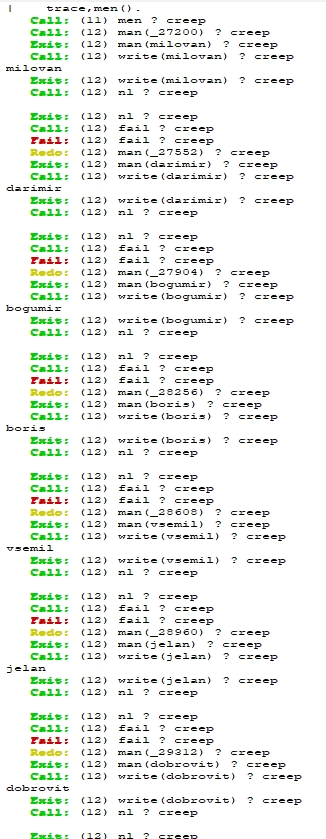 |    trace,men().
Call: (11) men ? creep
Call: (12) man(_27200) ? creep
Exit: (12) man(milovan) ? creep
Call: (12) write(milovan) ? creep
milovan
Exit: (12) write(milovan) ? creep
Call: (12) nl ? creep
Exit: (12) nl ? creep
Call: (12) fail ? creep
Fail: (12) fail ? creep
Redo: (12) man(_27552) ? creep
Exit: (12) man(darimir) ? creep
Call: (12) write(darimir) ? creep
darimir
Exit: (12) write(darimir) ? creep
Call: (12) nl ? creep
Exit: (12) nl ? creep
Call: (12) fail ? creep
Fail: (12) fail ? creep
Redo: (12) man(_27904) ? creep
Exit: (12) man(bogumir) ? creep
Call: (12) write(bogumir) ? creep
bogumir
Exit: (12) write(bogumir) ? creep
Call: (12) nl ? creep
Exit: (12) nl ? creep
Call: (12) fail ? creep
Fail: (12) fail ? creep
Redo: (12) man(_28256) ? creep
Exit: (12) man(boris) ? creep
Call: (12) write(boris) ? creep
boris
Exit: (12) write(boris) ? creep
Call: (12) nl ? creep
Exit: (12) nl ? creep
Call: (12) fail ? creep
Fail: (12) fail ? creep
Redo: (12) man(_28608) ? creep
Exit: (12) man(vsemil) ? creep
Call: (12) write(vsemil) ? creep
vsemil
Exit: (12) write(vsemil) ? creep
Call: (12) nl ? creep
Exit: (12) nl ? creep
Call: (12) fail ? creep
Fail: (12) fail ? creep
Redo: (12) man(_28960) ? creep
Exit: (12) man(jelan) ? creep
Call: (12) write(jelan) ? creep
jelan
Exit: (12) write(jelan) ? creep
Call: (12) nl ? creep
Exit: (12) nl ? creep
Call: (12) fail ? creep
Fail: (12) fail ? creep
Redo: (12) man(_29312) ? creep
Exit: (12) man(dobrovit) ? creep
Call: (12) write(dobrovit) ? creep
dobrovit
Exit: (12) write(dobrovit) ? creep
Call: (12) nl ? creep
Exit: (12) nl ? creep